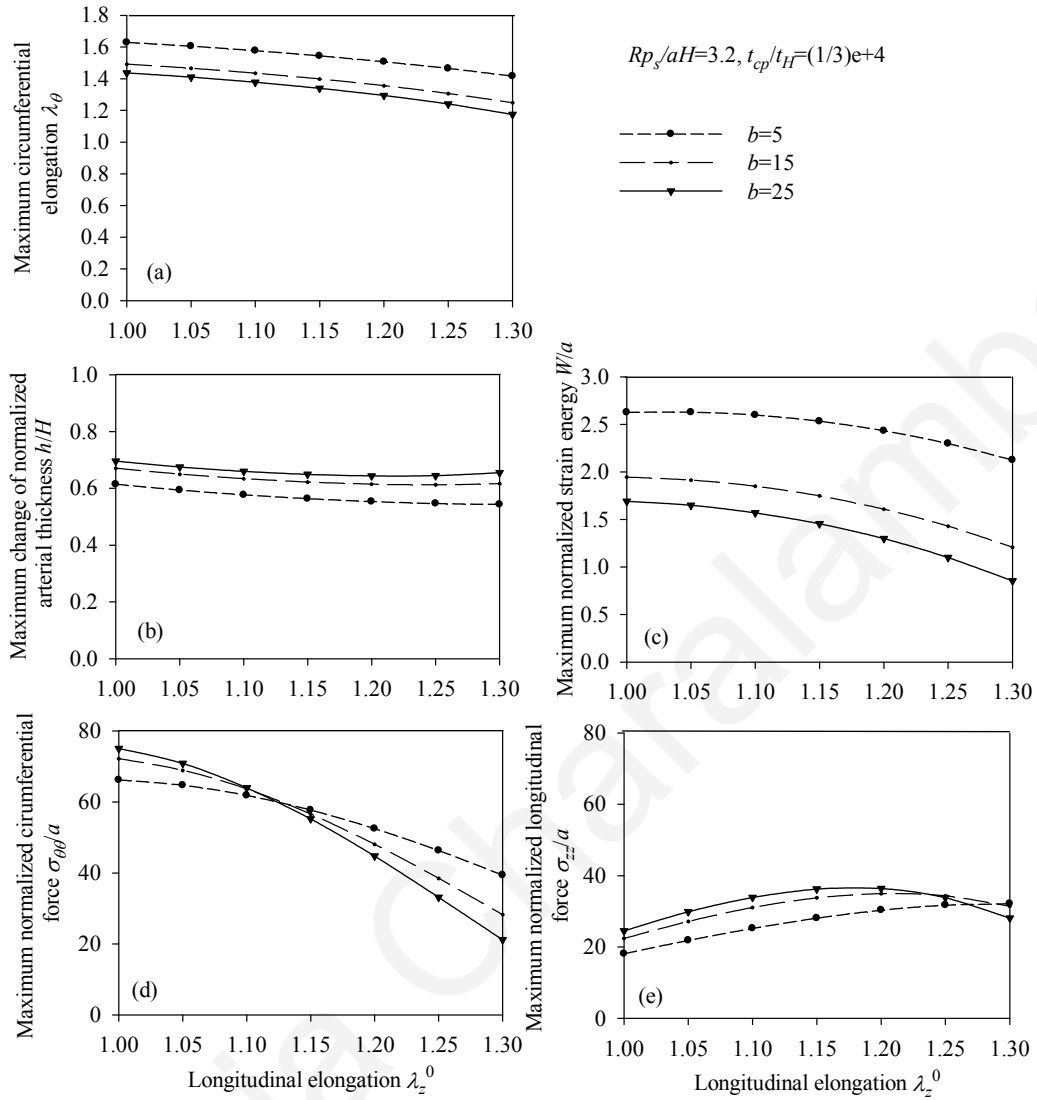 Maximum circumferential
elongation λθ
1.8
1.6
1.4
1.2
1.0
0.8
0.6
0.4
0.2
0.0
(a)
1.00 1.05 1.10 1.15 1.20 1.25 1.30
Rps/aH=3.2, tcp/tH=(1/3)e+4
b=5
b=15
b=25
Maximum change of normalized
arterial thickness h/H
1.0
0.8
0.6
0.4
0.2
0.0
(b)
1.00 1.05 1.10 1.15 1.20 1.25 1.30
Maximum normalized strain energy W/a
3.0
2.5
2.0
1.5
1.0
0.5
0.0
(c)
1.00 1.05 1.10 1.15 1.20 1.25 1.30
Maximum normalized cirumferential
force σθθ/a
80
60
40
20
0
(d)
1.00 1.05 1.10 1.15 1.20 1.25 1.30
Longitudinal elongation λz0
Maximum normalized longitudinal
force σzz/a
80
60
40
20
0
(e)
1.00 1.05 1.10 1.15 1.20 1.25 1.30
Longitudinal elongation λz0